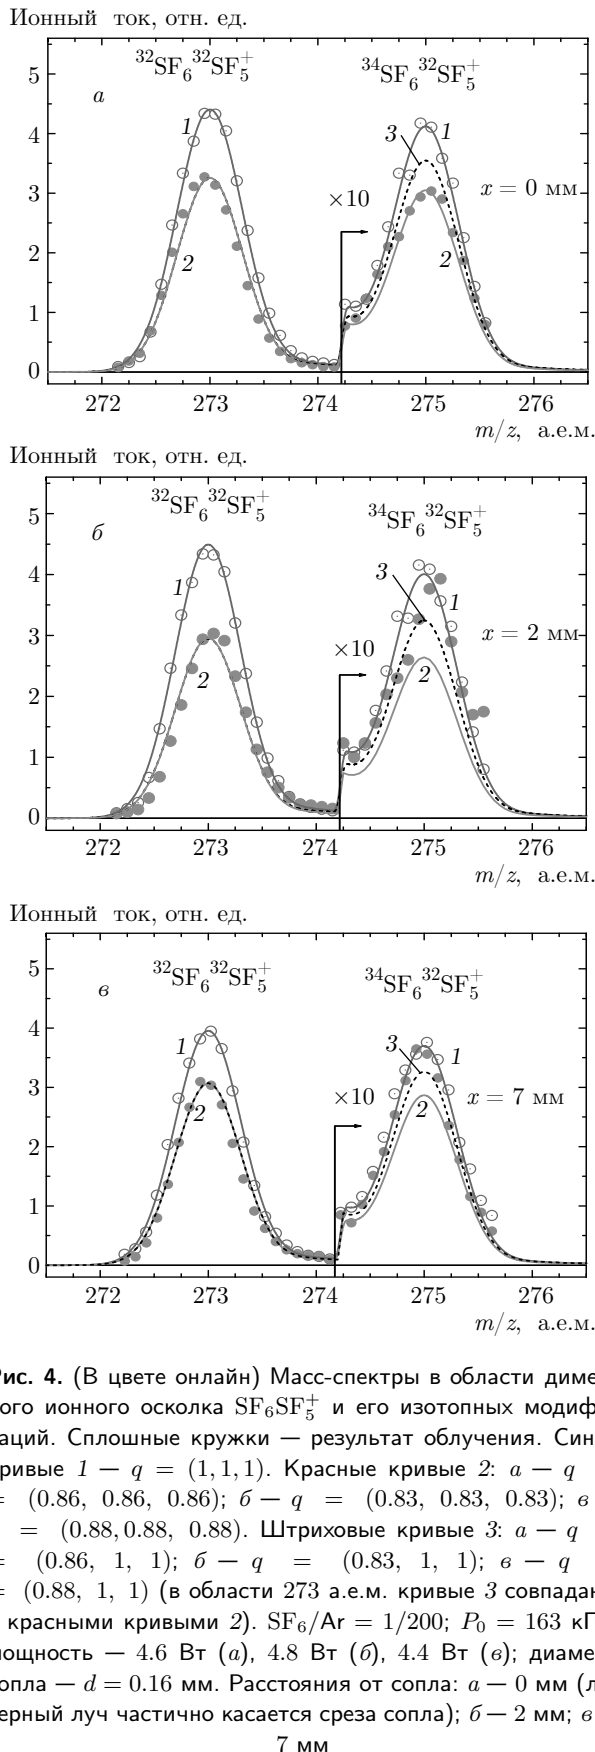 Ионный ток, отн. ед.
³²SF₆³²SF₅⁺
³⁴SF₆³²SF₅⁺
а
1
2
3
1
2
×10
x = 0 мм
5
4
3
2
1
0
272 273 274 275 276
m/z, а.е.м.
Ионный ток, отн. ед.
³²SF₆³²SF₅⁺
³⁴SF₆³²SF₅⁺
б
1
2
3
1
2
×10
x = 2 мм
5
4
3
2
1
0
272 273 274 275 276
m/z, а.е.м.
Ионный ток, отн. ед.
³²SF₆³²SF₅⁺
³⁴SF₆³²SF₅⁺
в
1
2
3
1
2
×10
x = 7 мм
5
4
3
2
1
0
272 273 274 275 276
m/z, а.е.м.
ис. 4. (В цвете онлайн) Масс-спектры в области диме
ого ионного осколка SF₆SF₅⁺ и его изотопных модиф
аций. Сплошные кружки — результат облучения. Син
ривые 1 — q = (1, 1, 1). Красные кривые 2: а — q
= (0.86, 0.86, 0.86); б — q = (0.83, 0.83, 0.83); в
= (0.88, 0.88, 0.88). Штриховые кривые 3: а — q
= (0.86, 1, 1); б — q = (0.83, 1, 1); в — q
= (0.88, 1, 1) (в области 273 а.е.м. кривые 3 совпадаю
красными кривыми 2). SF₆/Ar = 1/200; P₀ = 163 кП
ощность — 4.6 Вт (а), 4.8 Вт (б), 4.4 Вт (в); диаме
опла — d = 0.16 мм. Расстояния от сопла: а — 0 мм (л
ерный луч частично касается среза сопла); б — 2 мм; в
7 мм